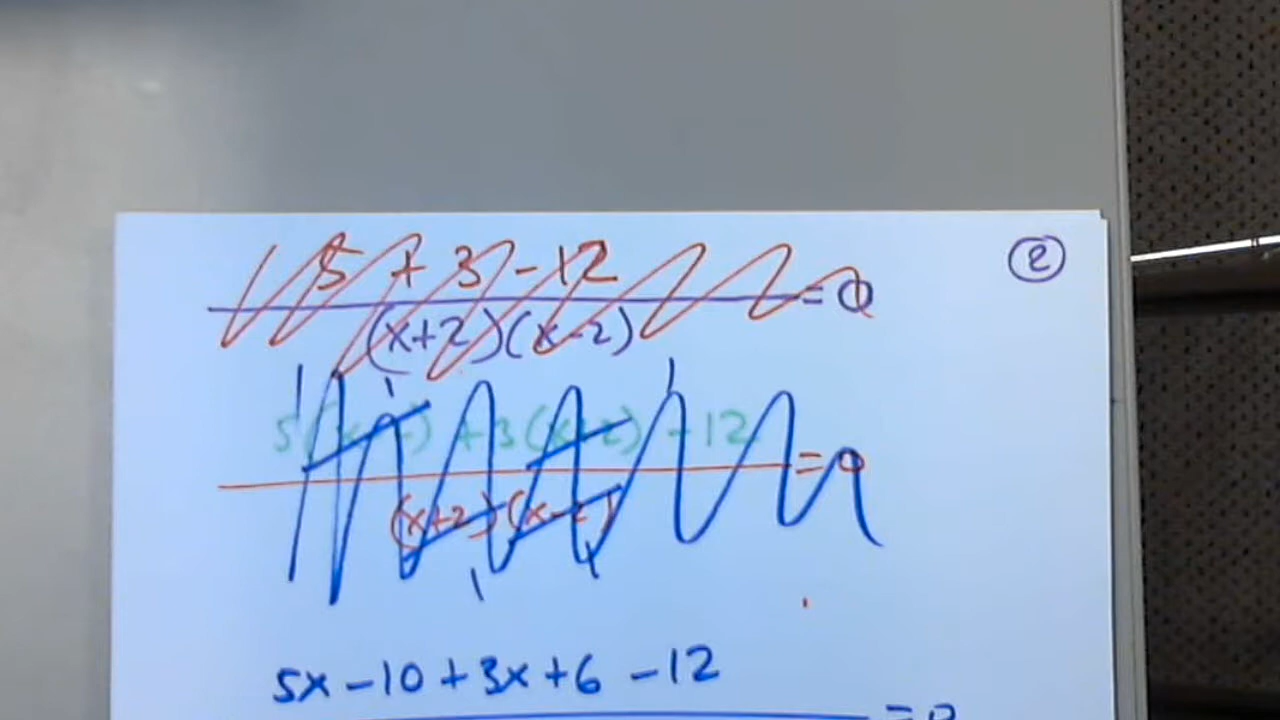 ②
5 + 3 - 12
= 0
(x+2)(x-2)
5(x-2) + 3(x+2) - 12
= 0
(x+2)(x-2)
5x - 10 + 3x + 6 - 12
= 0